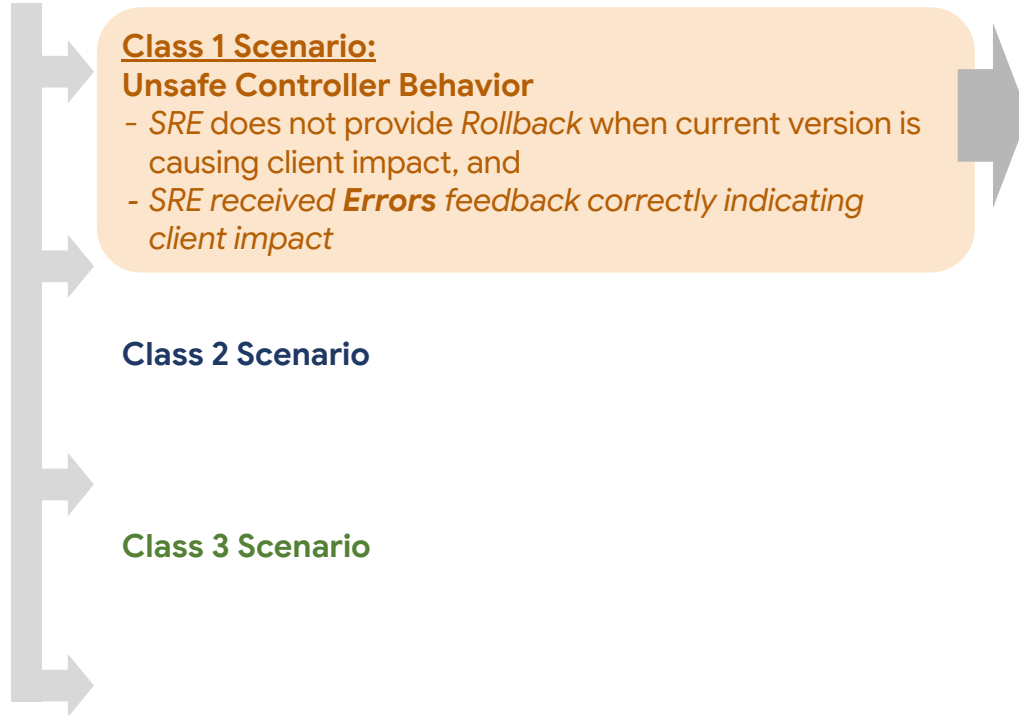 Class 1 Scenario:
Unsafe Controller Behavior
- SRE does not provide Rollback when current version is
causing client impact, and
- SRE received Errors feedback correctly indicating
client impact
Class 2 Scenario
Class 3 Scenario